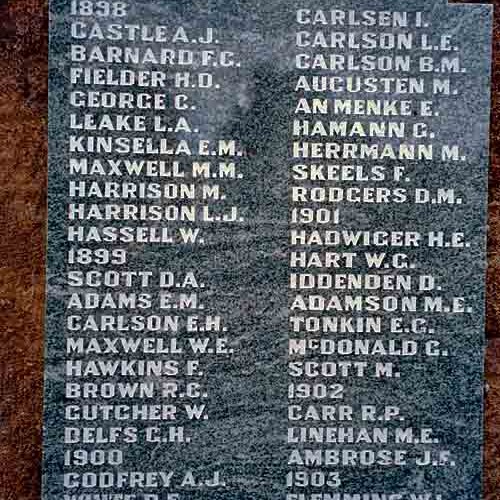 1898
CASTLE A.J.
BARNARD F.G.
FIELDER H.D.
GEORGE C.
LEAKE L.A.
KINSELLA E.M.
MAXWELL M.M.
HARRISON M.
HARRISON L.J.
HASSELL W.
1899
SCOTT D.A.
ADAMS E.M.
CARLSON E.H.
MAXWELL W.E.
HAWKINS F.
BROWN R.G.
GUTCHER W.
DELFS C.H.
1900
GODFREY A.J.
CARLSEN I.
CARLSON L.E.
CARLSON B.M.
AUGUSTEN M.
AN MENKE E.
HAMANN G.
HERRMANN M.
SKEELS F.
RODGERS D.M.
1901
HADWIGER H.E.
HART W.G.
IDDENDEN D.
ADAMSON M.E.
TONKIN E.G.
McDONALD G.
SCOTT M.
1902
CARR R.P.
LINEHAN M.E.
AMBROSE J.F.
1903